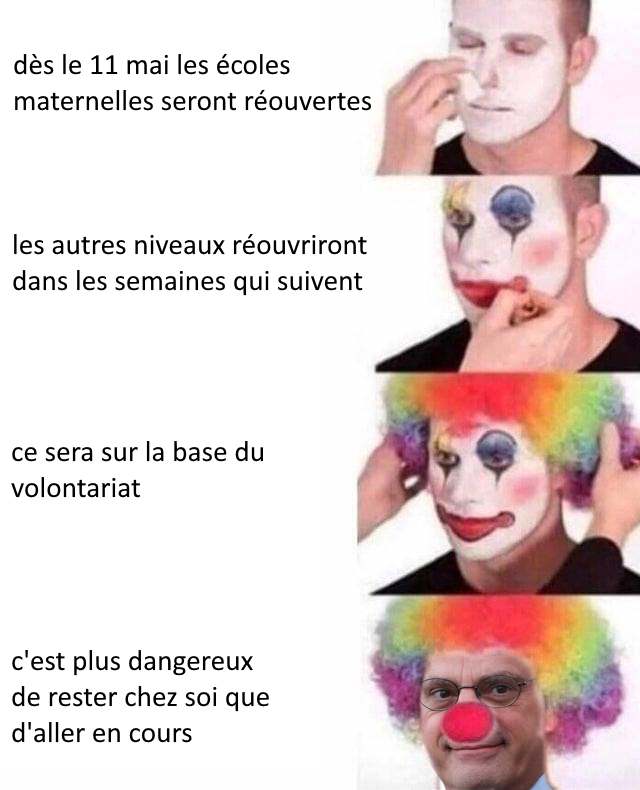 dès le 11 mai les écoles
maternelles seront réouvertes
les autres niveaux réouvriront
dans les semaines qui suivent
ce sera sur la base du
volontariat
c'est plus dangereux
de rester chez soi que
d'aller en cours